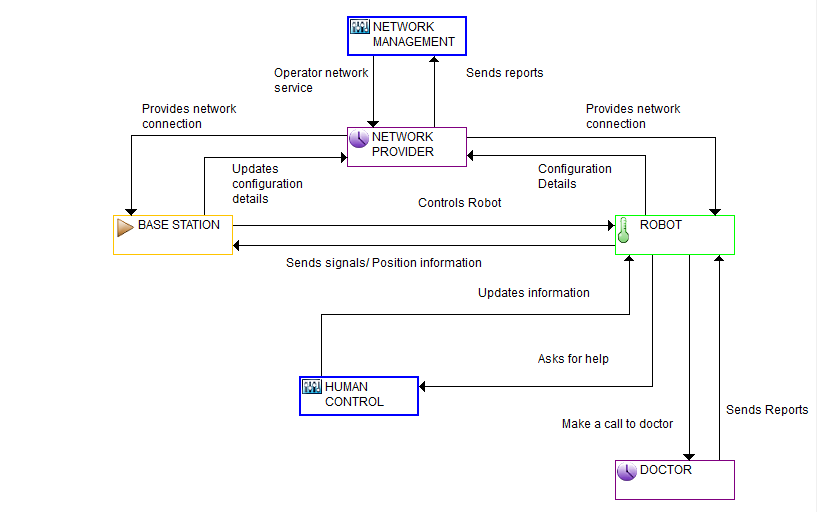 NETWORK
MANAGEMENT
Operator network
service
Sends reports
Provides network
connection
Provides network
connection
NETWORK
PROVIDER
Updates
configuration
details
Configuration
Details
Controls Robot
BASE STATION
ROBOT
Sends signals/ Position information
Updates information
Asks for help
HUMAN
CONTROL
Make a call to doctor
Sends Reports
DOCTOR